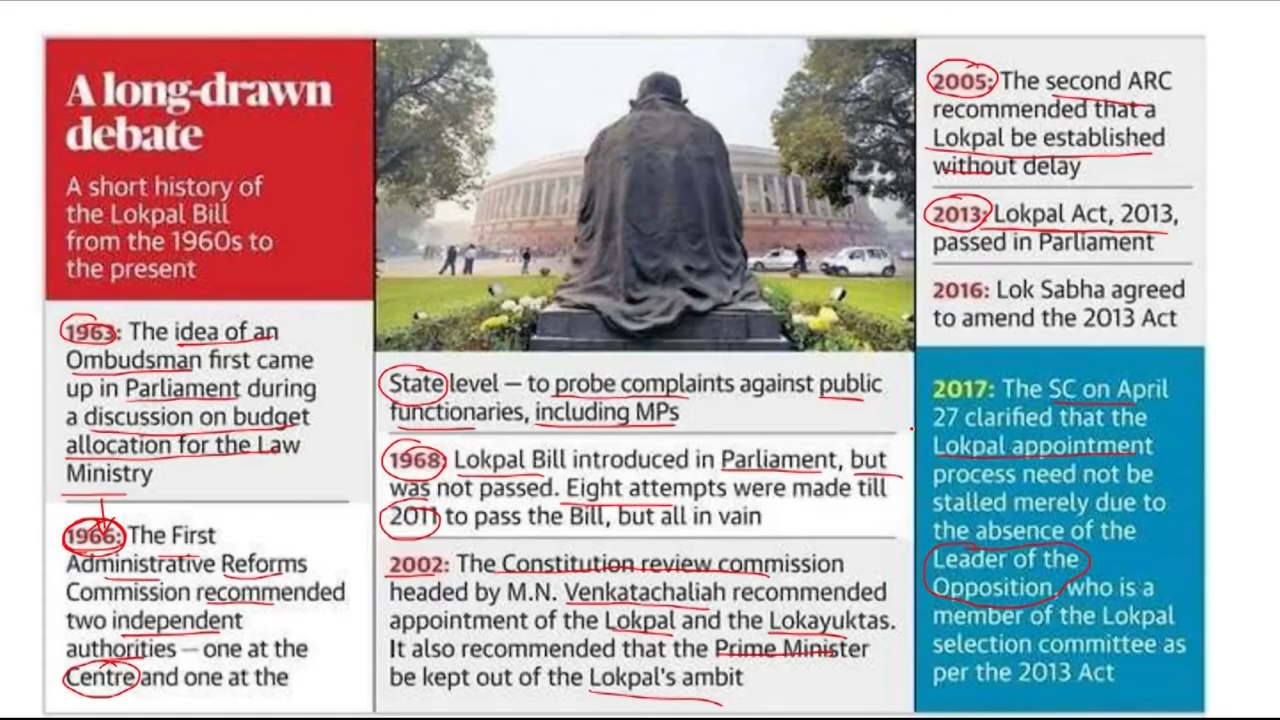 A long-drawn
debate
A short history of
the Lokpal Bill
from the 1960s to
the present
1963: The idea of an
Ombudsman first came
up in Parliament during
a discussion on budget
allocation for the Law
Ministry
1966: The First
Administrative Reforms
Commission recommended
two independent
authorities — one at the
Centre and one at the
State level — to probe complaints against public
functionaries, including MPs
1968: Lokpal Bill introduced in Parliament, but
was not passed. Eight attempts were made till
2011 to pass the Bill, but all in vain
2002: The Constitution review commission
headed by M.N. Venkatachaliah recommended
appointment of the Lokpal and the Lokayuktas.
It also recommended that the Prime Minister
be kept out of the Lokpal's ambit
2005: The second ARC
recommended that a
Lokpal be established
without delay
2013: Lokpal Act, 2013,
passed in Parliament
2016: Lok Sabha agreed
to amend the 2013 Act
2017: The SC on April
27 clarified that the
Lokpal appointment
process need not be
stalled merely due to
the absence of the
Leader of the
Opposition, who is a
member of the Lokpal
selection committee as
per the 2013 Act